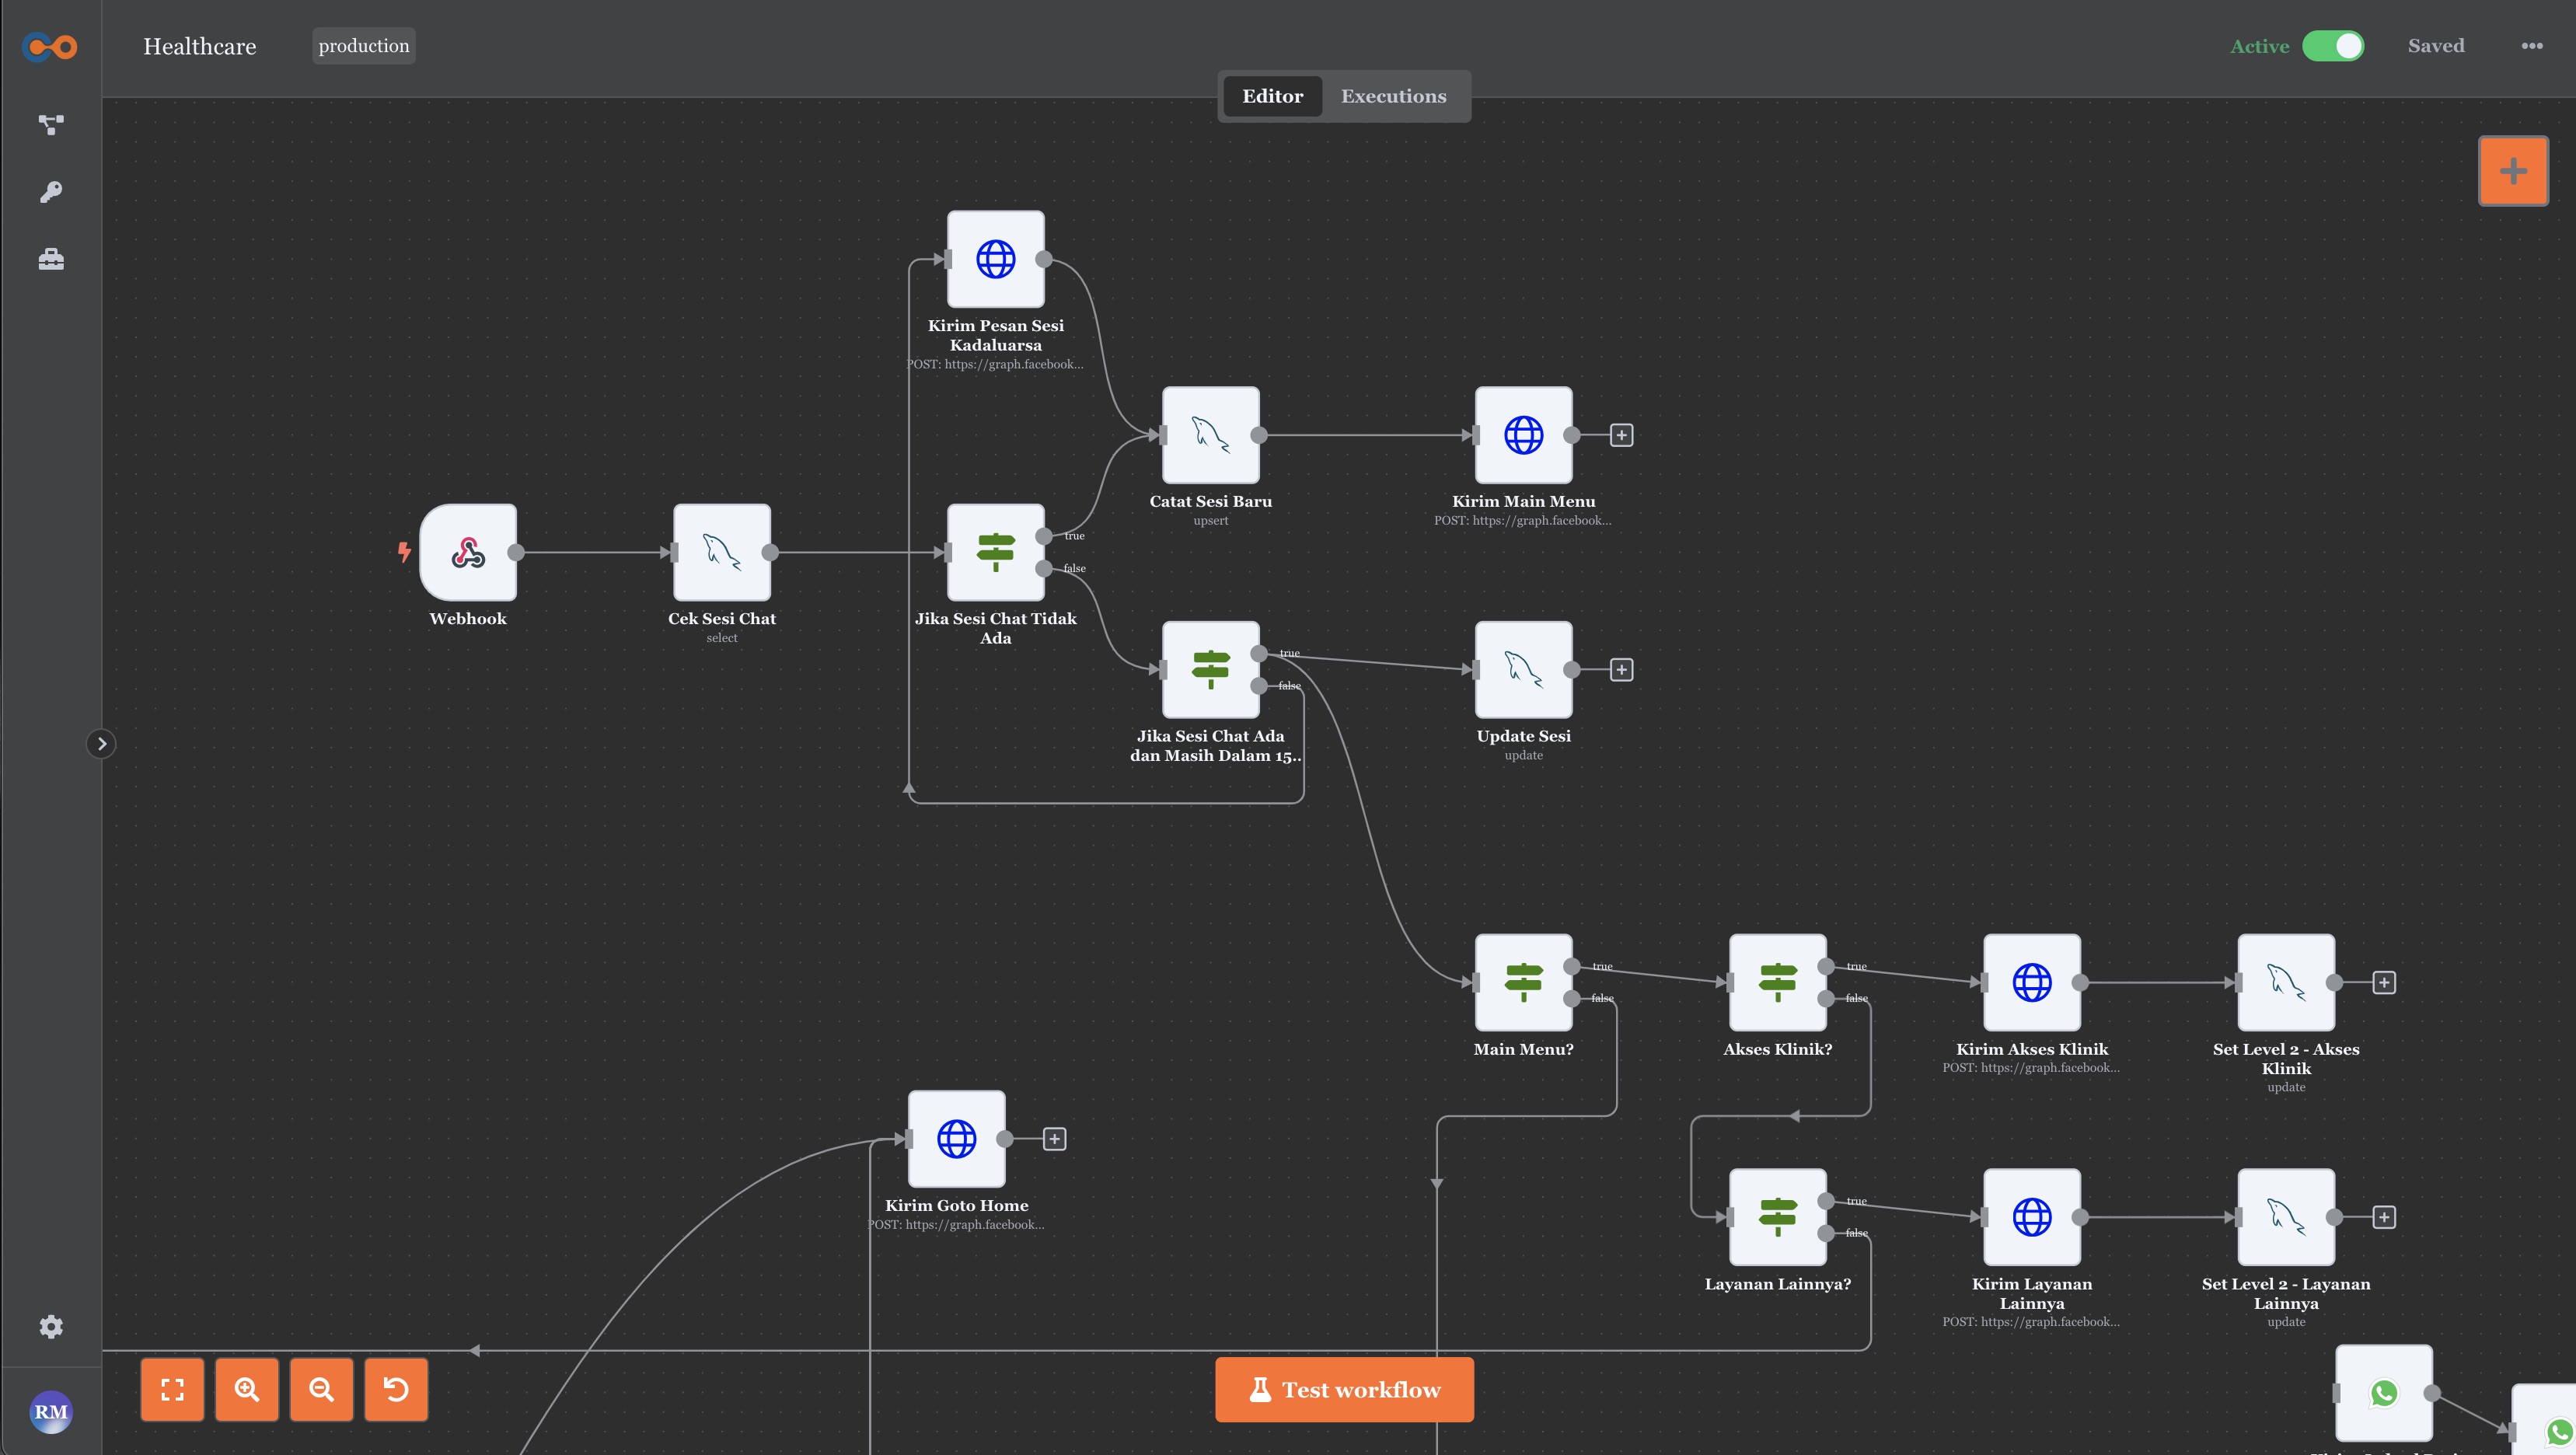 Healthcare
production
Active
Saved
Editor
Executions
Kirim Pesan Sesi
Kadaluarsa
POST: https://graph.facebook...
Catat Sesi Baru
upsert
Kirim Main Menu
POST: https://graph.facebook...
Webhook
Cek Sesi Chat
select
true
false
Jika Sesi Chat Tidak
Ada
true
false
Jika Sesi Chat Ada
dan Masih Dalam 15..
Update Sesi
update
true
false
Main Menu?
true
false
Akses Klinik?
Kirim Akses Klinik
POST: https://graph.facebook...
Set Level 2 - Akses
Klinik
update
Kirim Goto Home
POST: https://graph.facebook...
true
false
Layanan Lainnya?
Kirim Layanan
Lainnya
POST: https://graph.facebook...
Set Level 2 - Layanan
Lainnya
update
Test workflow
RM